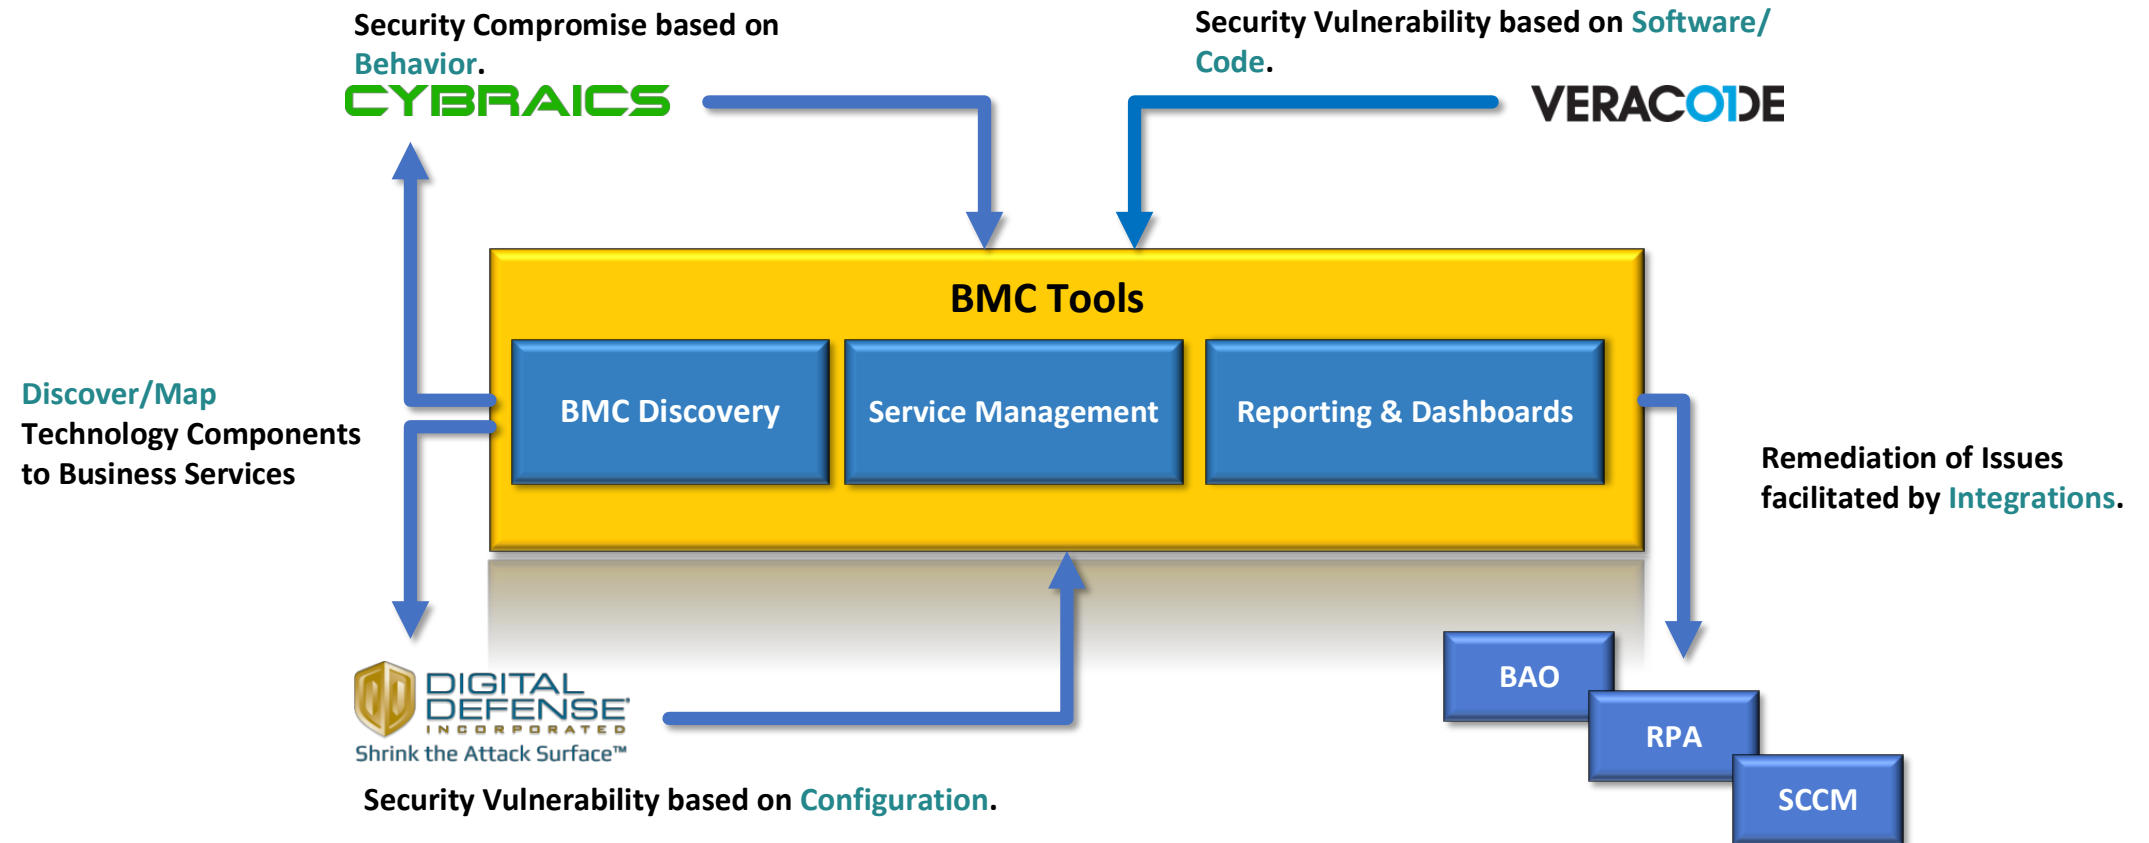 Security Compromise based on
Behavior.
CYBRAICS
Security Vulnerability based on Software/
Code.
VERACODE
BMC Tools
BMC Discovery
Service Management
Reporting & Dashboards
Discover/Map
Technology Components
to Business Services
Remediation of Issues
facilitated by Integrations.
DIGITAL
DEFENSE
INCORPORATED
Shrink the Attack Surface™
Security Vulnerability based on Configuration.
BAO
RPA
SCCM